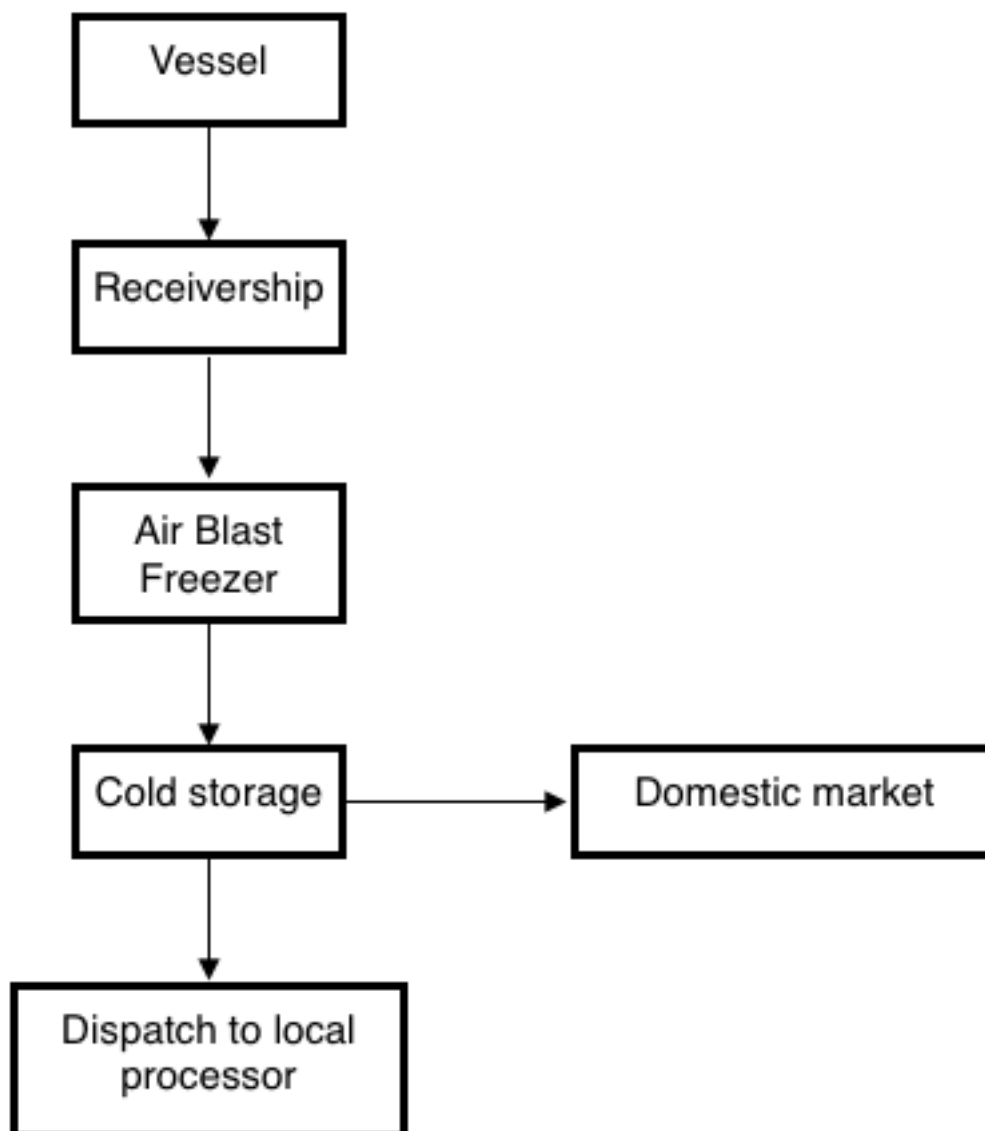 Vessel
Receivership
Air Blast
Freezer
Cold storage
Domestic market
Dispatch to local
processor